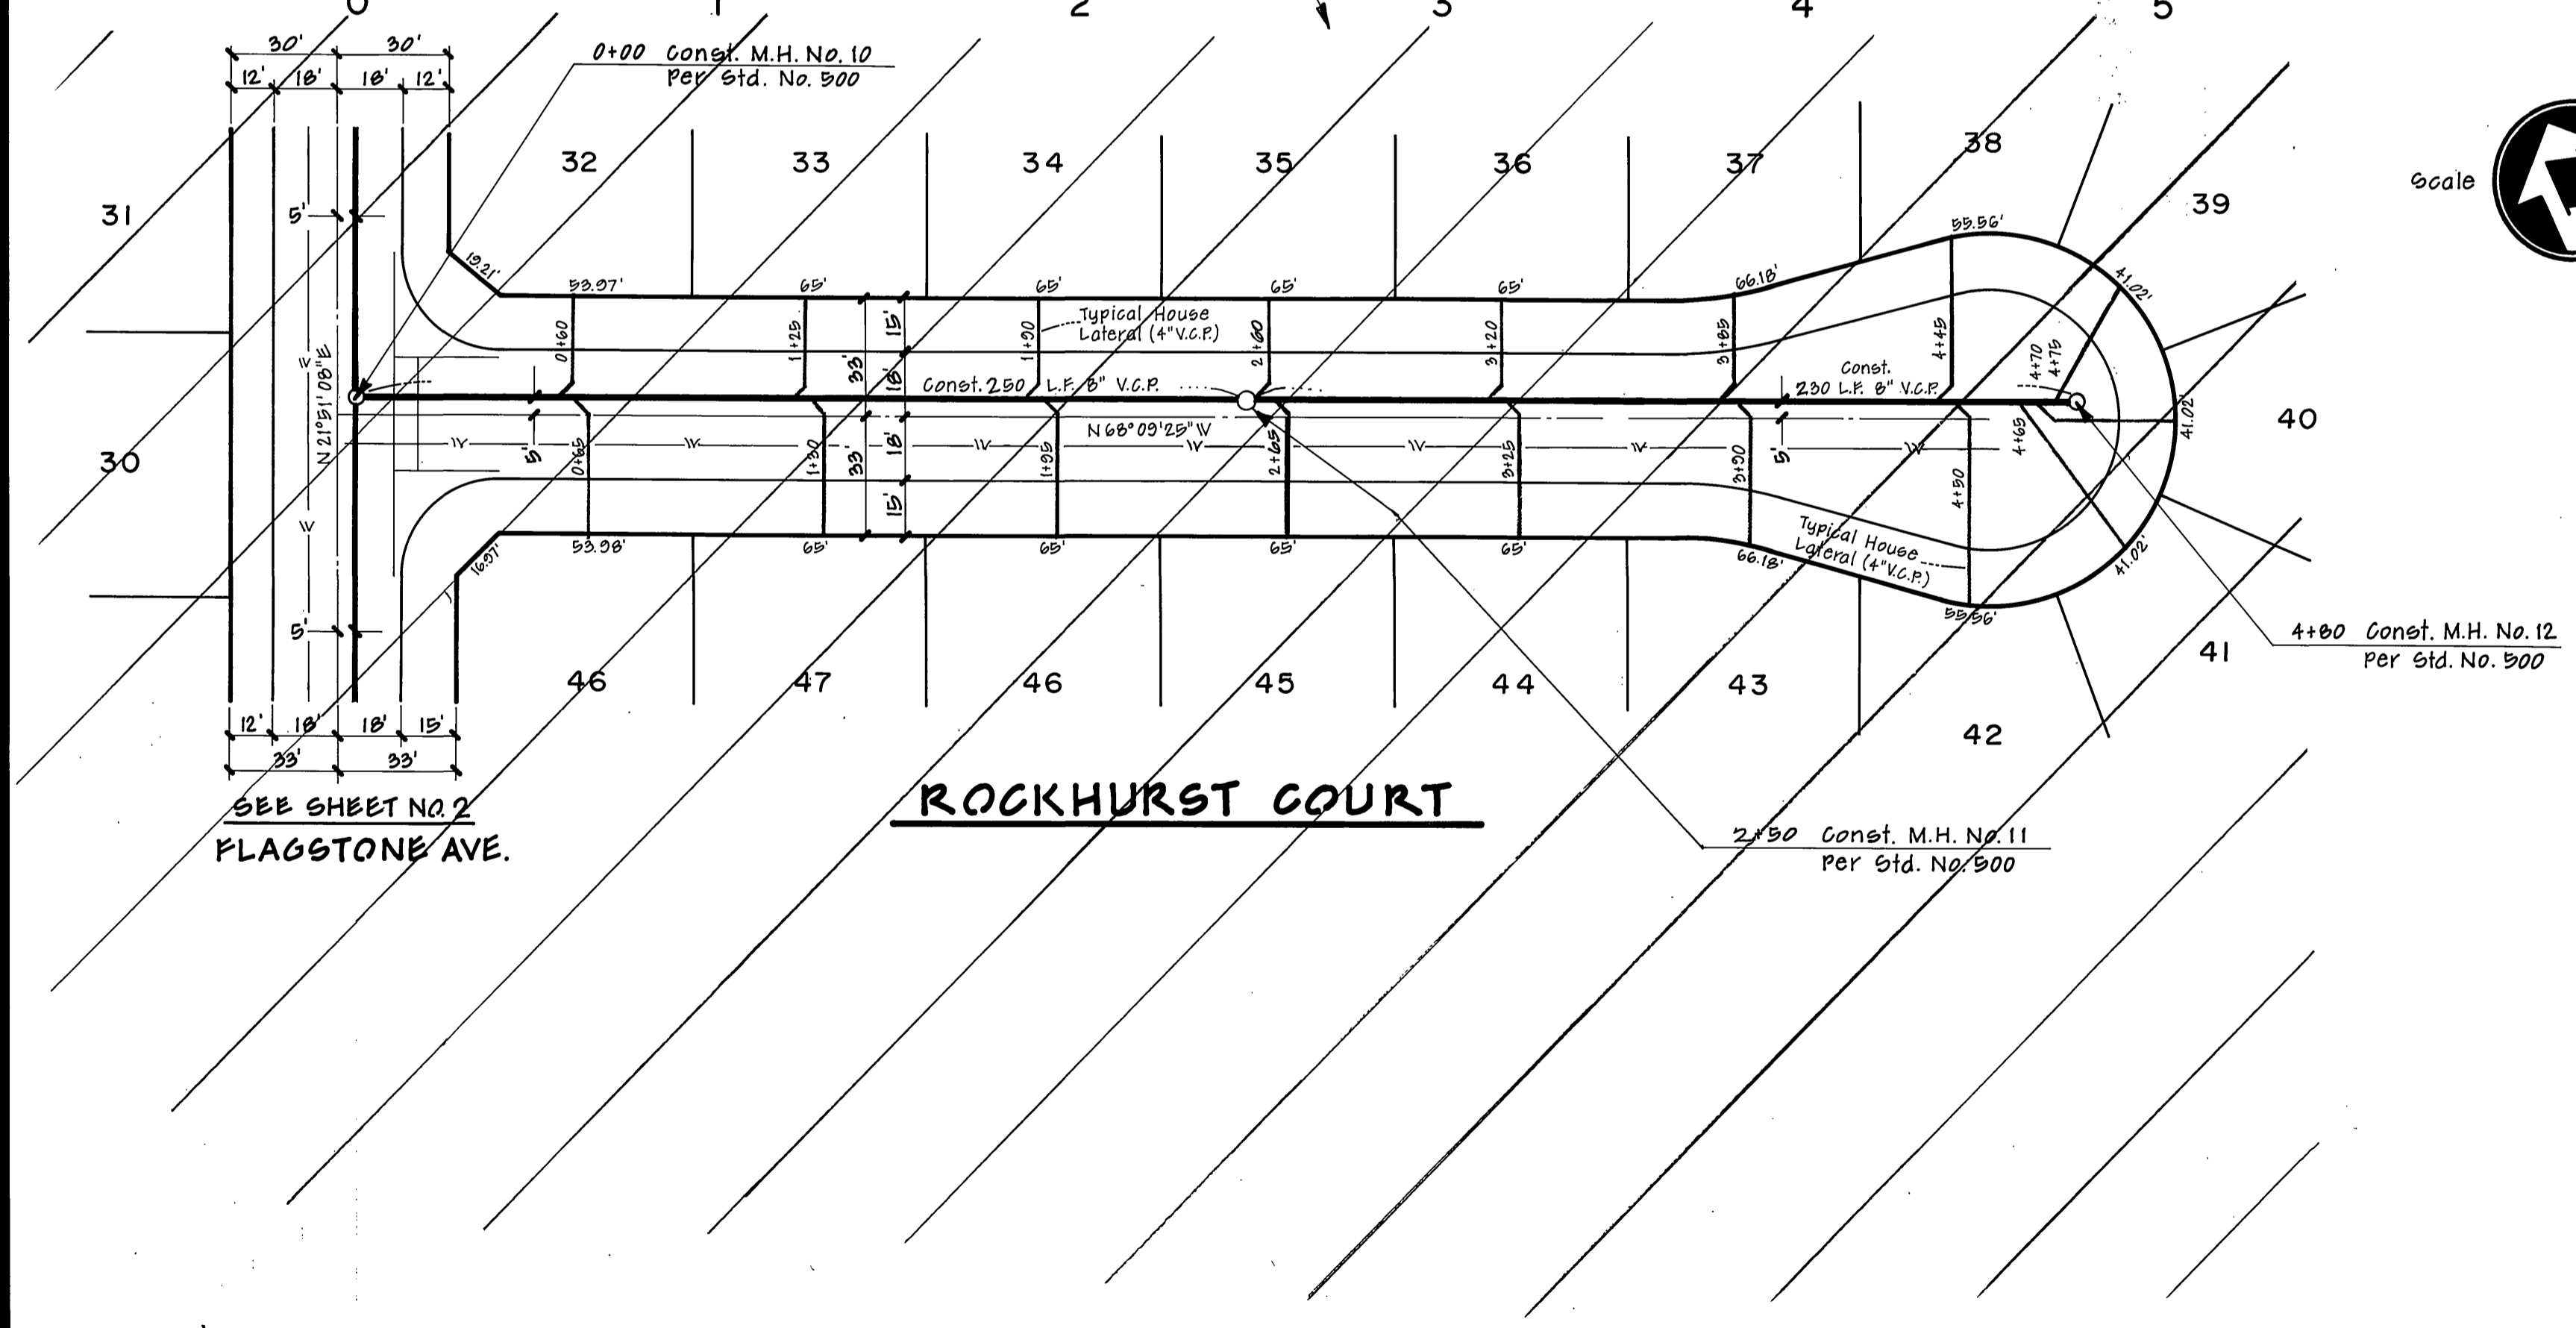 0 1 2 3 4 5
30' 30'
12' 18' 18' 12'
0+00 Const. M.H. No. 10
per Std. No. 500
31
32
33
34
35
36
37
38
39
Scale
5'
19.21'
53.97'
65'
65'
65'
65'
66.18'
55.56'
41.02'
0+60
1+25
1+90
Typical House
Lateral (4" V.C.P.)
2+60
3+20
3+85
4+45
4+70
4+75
33'
15'
18'
Const. 250 L.F. 8" V.C.P.
Const.
230 L.F. 8" V.C.P.
N 21°51'08"E
W
W
N 68°09'25" W
W W W W W W W
30
40
41.02'
5'
0+65
1+30
33'
18'
15'
1+95
2+65
3+25
3+90
5'
4+50
4+65
Typical House
Lateral (4" V.C.P.)
16.97'
53.98'
65'
65'
65'
65'
66.18'
55.56'
41.02'
5'
4+80 Const. M.H. No. 12
per Std. No. 500
46
47
46
45
44
43
42
41
12' 18' 18' 15'
33' 33'
SEE SHEET NO. 2
FLAGSTONE AVE.
ROCKHURST COURT
2+50 Const. M.H. No. 11
per Std. No. 500